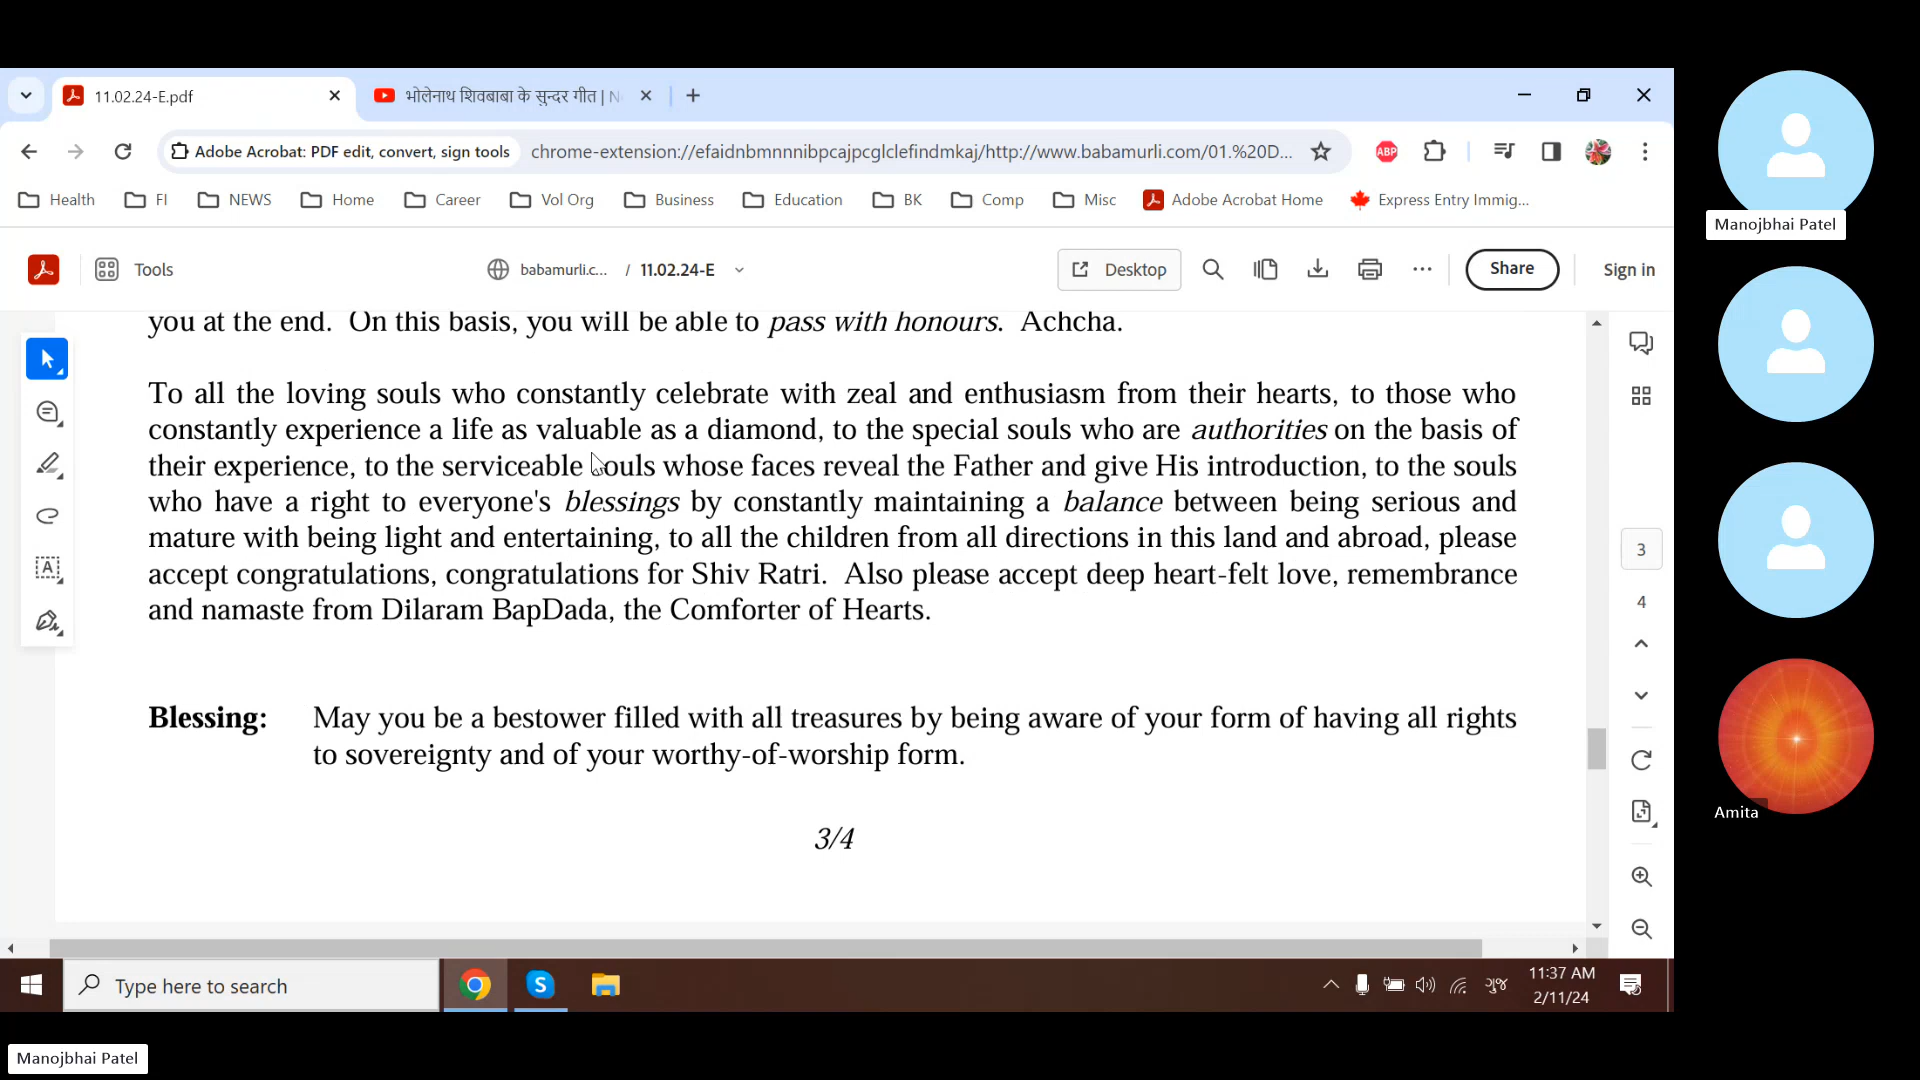 11.02.24-E.pdf
भोलेनाथ शिवबाबा के सुन्दर गीत | N
Adobe Acrobat: PDF edit, convert, sign tools
chrome-extension://efaidnbmnnnibpcajpcglclefindmkaj/http://www.babamurli.com/01.%20D...
ABP
Health FI NEWS Home Career Vol Org Business Education BK Comp Misc Adobe Acrobat Home Express Entry Immig...
Tools
babamurli.c... / 11.02.24-E
Desktop
Share
Sign in
you at the end. On this basis, you will be able to pass with honours. Achcha.
To all the loving souls who constantly celebrate with zeal and enthusiasm from their hearts, to those who
constantly experience a life as valuable as a diamond, to the special souls who are authorities on the basis of
their experience, to the serviceable souls whose faces reveal the Father and give His introduction, to the souls
who have a right to everyone's blessings by constantly maintaining a balance between being serious and
mature with being light and entertaining, to all the children from all directions in this land and abroad, please
accept congratulations, congratulations for Shiv Ratri. Also please accept deep heart-felt love, remembrance
and namaste from Dilaram BapDada, the Comforter of Hearts.
Blessing: May you be a bestower filled with all treasures by being aware of your form of having all rights
to sovereignty and of your worthy-of-worship form.
3/4
3
4
Type here to search
S
ગુજ
11:37 AM
2/11/24
Manojbhai Patel
Amita
Manojbhai Patel